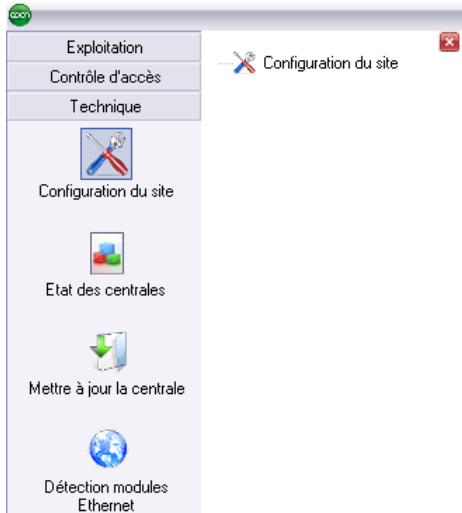 Exploitation
Contrôle d'accès
Technique
Configuration du site
Configuration du site
Etat des centrales
Mettre à jour la centrale
Détection modules
Ethernet